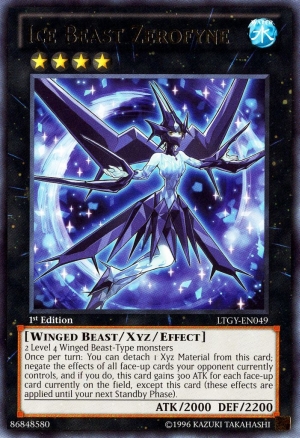 ICE BEAST ZEROFYNE
WATER
水
1st Edition
LTGY-EN049
[WINGED BEAST/XYZ/EFFECT]
2 Level 4 Winged Beast-Type monsters
Once per turn: You can detach 1 Xyz Material from this card;
negate the effects of all face-up cards your opponent currently
controls, and if you do, this card gains 300 ATK for each face-up
card currently on the field, except this card (these effects are
applied until your next Standby Phase).
ATK/2000 DEF/2200
86848580
©1996 KAZUKI TAKAHASHI